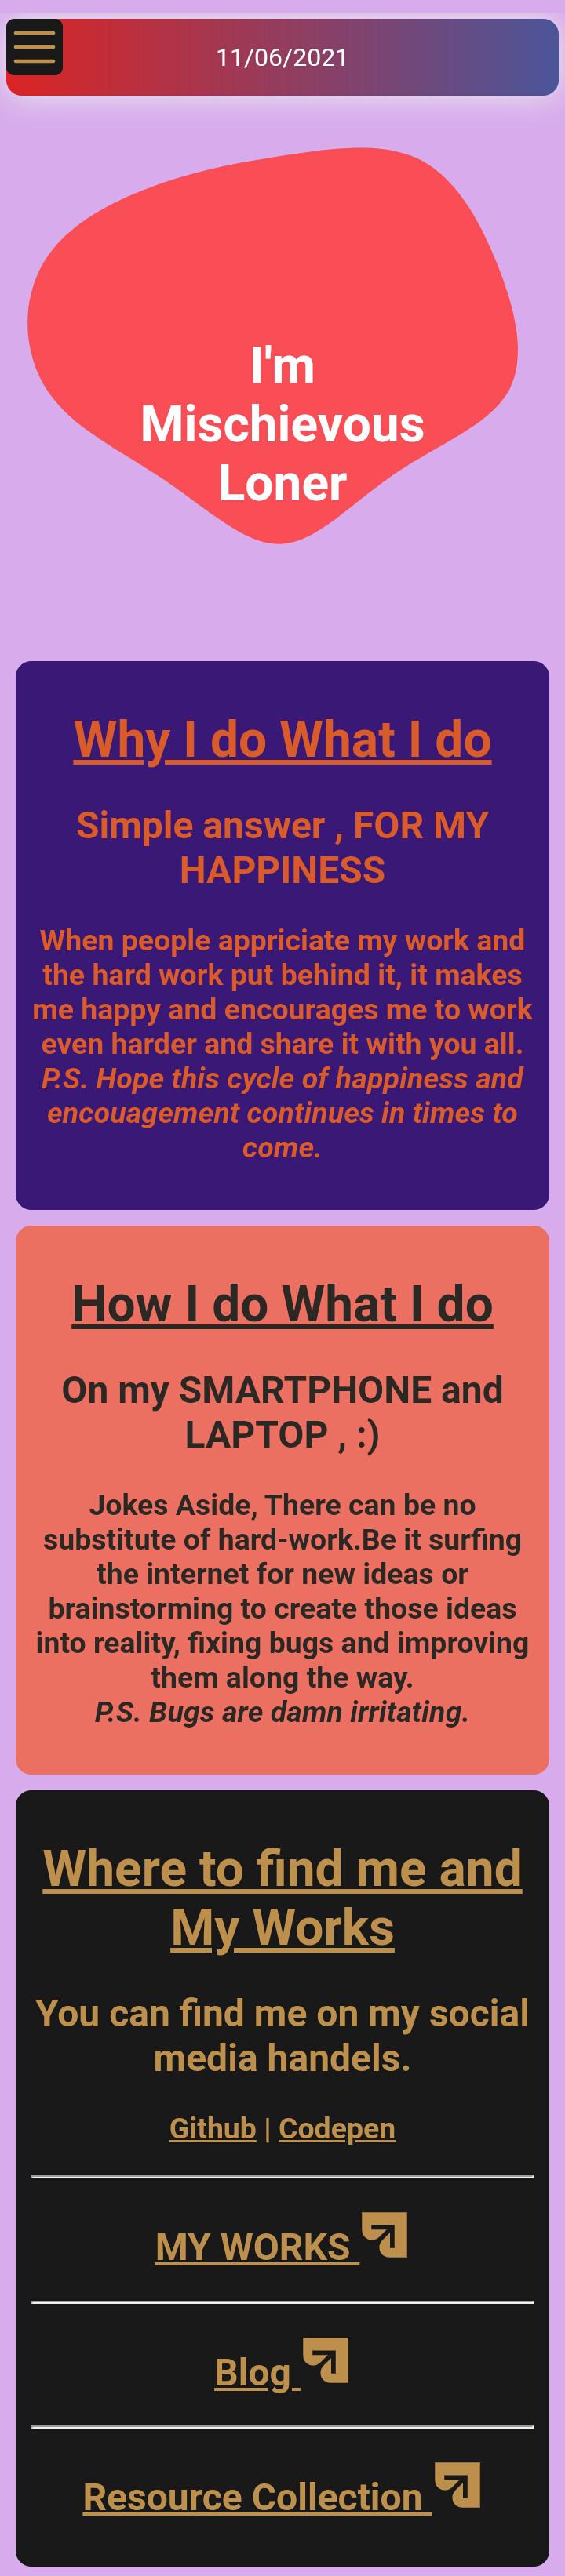 11/06/2021
I'm
Mischievous
Loner
Why I do What I do
Simple answer , FOR MY
HAPPINESS
When people appriciate my work and
the hard work put behind it, it makes
me happy and encourages me to work
even harder and share it with you all.
P.S. Hope this cycle of happiness and
encouagement continues in times to
come.
How I do What I do
On my SMARTPHONE and
LAPTOP , :)
Jokes Aside, There can be no
substitute of hard-work.Be it surfing
the internet for new ideas or
brainstorming to create those ideas
into reality, fixing bugs and improving
them along the way.
P.S. Bugs are damn irritating.
Where to find me and
My Works
You can find me on my social
media handels.
Github | Codepen
MY WORKS
Blog
Resource Collection